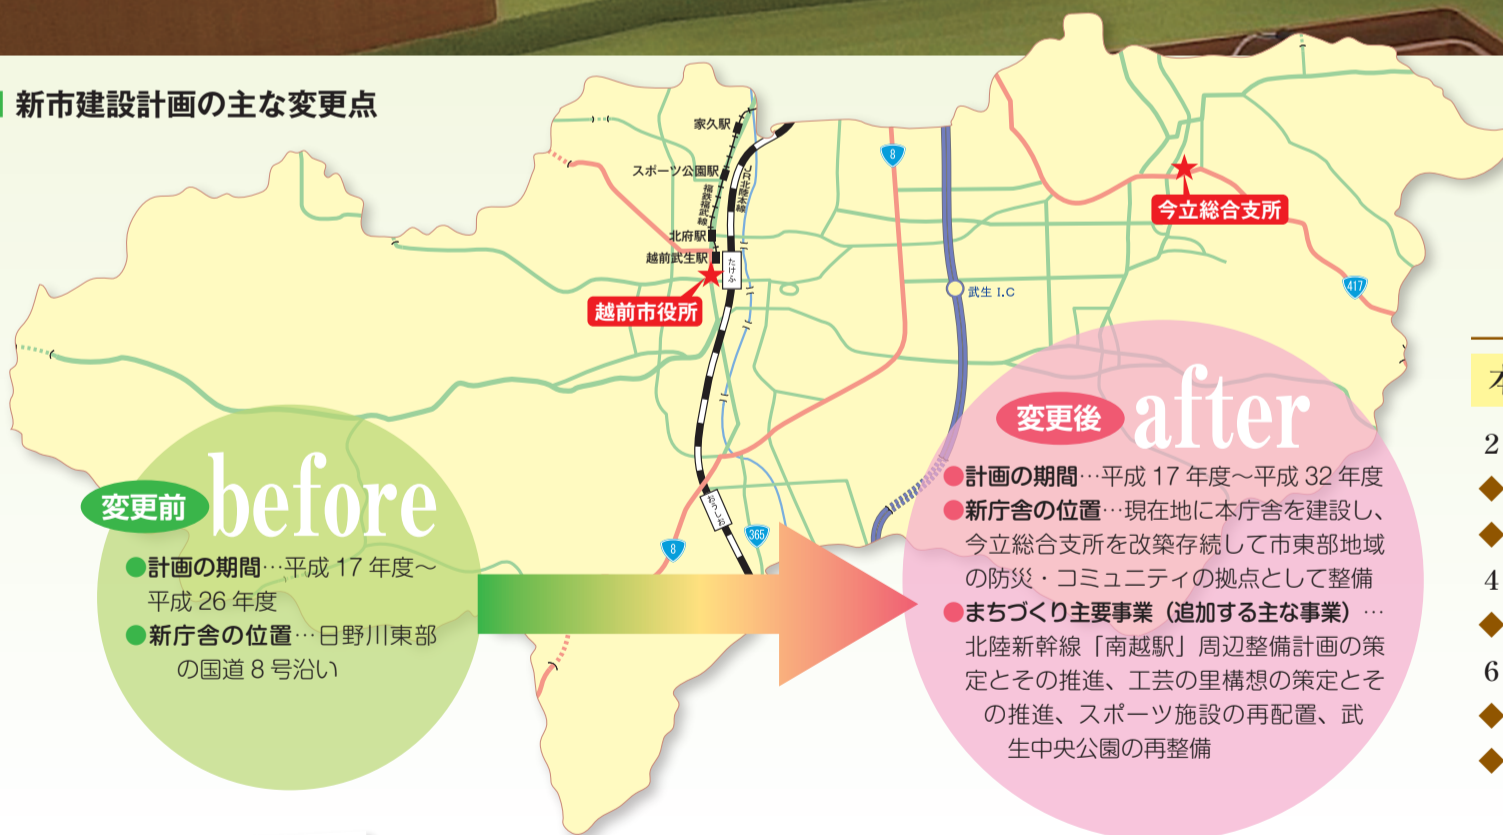 新市建設計画の主な変更点
家久駅
スポーツ公園駅
福鉄福武線
JR北陸本線
北府駅
越前武生駅
たけふ
越前市役所
8
武生 I.C
今立総合支所
417
おうしお
365
8
変更前 before
●計画の期間…平成 17 年度〜
平成 26 年度
●新庁舎の位置…日野川東部
の国道 8 号沿い
変更後 after
●計画の期間…平成 17 年度〜平成 32 年度
●新庁舎の位置…現在地に本庁舎を建設し、
今立総合支所を改築存続して市東部地域
の防災・コミュニティの拠点として整備
●まちづくり主要事業（追加する主な事業）…
北陸新幹線「南越駅」周辺整備計画の策
定とその推進、工芸の里構想の策定とそ
の推進、スポーツ施設の再配置、武
生中央公園の再整備
2
◆
◆
4
◆
6
◆
◆